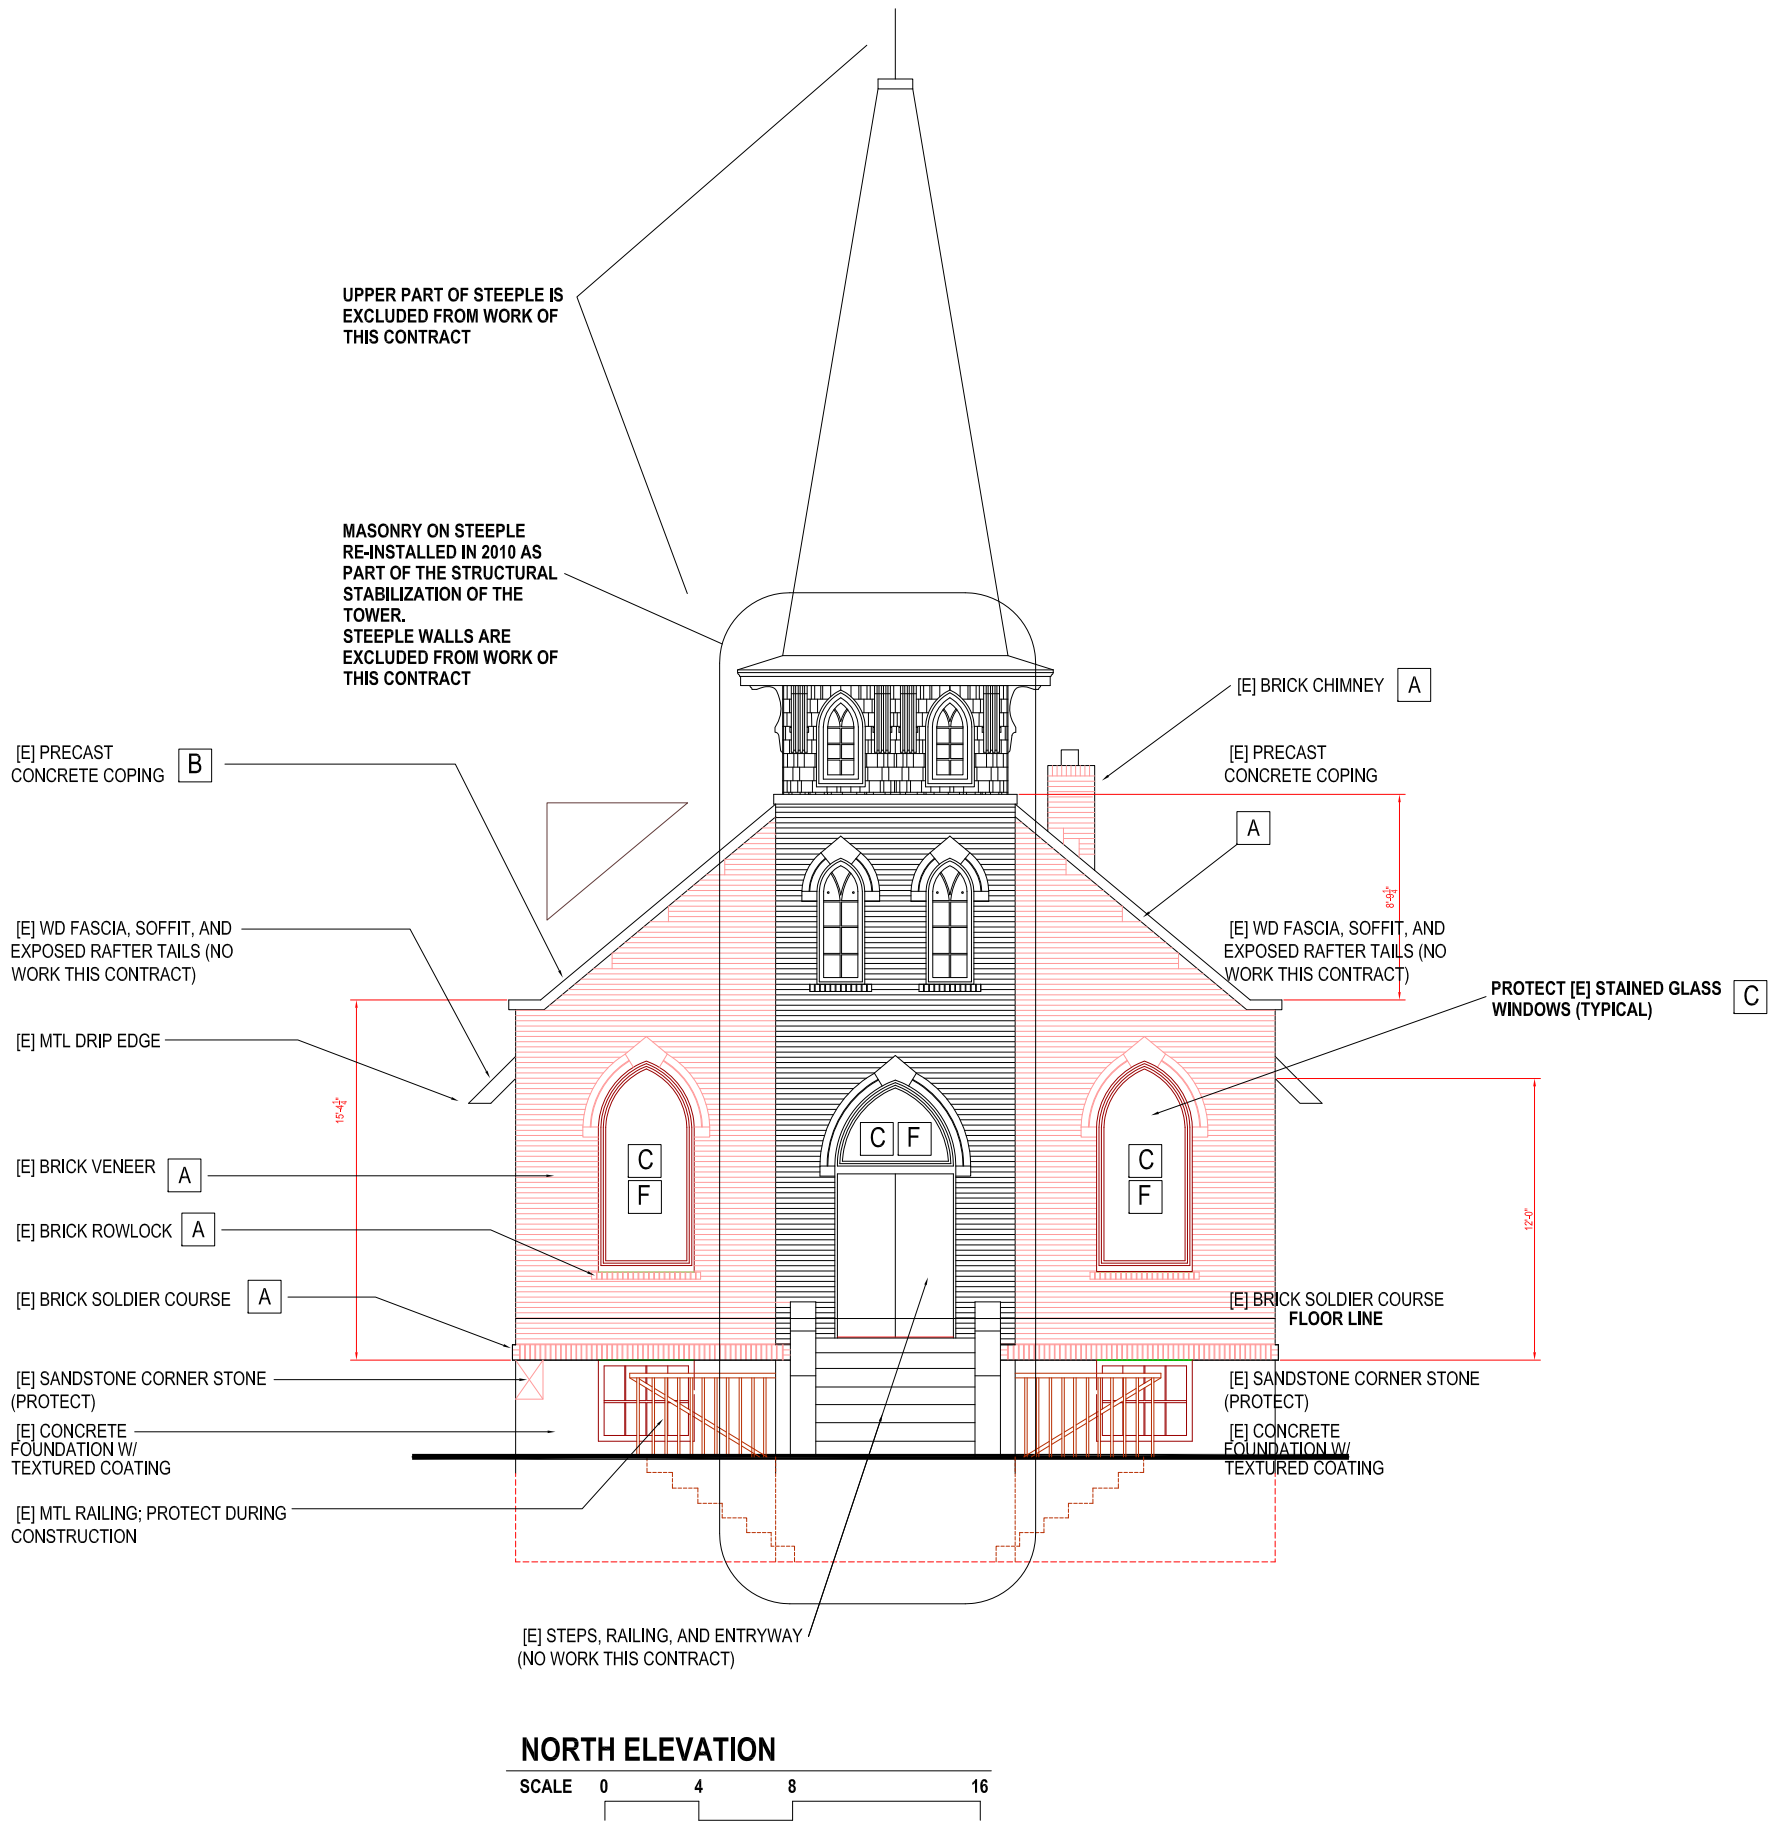 UPPER PART OF STEEPLE IS
EXCLUDED FROM WORK OF
THIS CONTRACT
MASONRY ON STEEPLE
RE-INSTALLED IN 2010 AS
PART OF THE STRUCTURAL
STABILIZATION OF THE
TOWER.
STEEPLE WALLS ARE
EXCLUDED FROM WORK OF
THIS CONTRACT
[E] PRECAST
CONCRETE COPING
B
[E] WD FASCIA, SOFFIT, AND
EXPOSED RAFTER TAILS (NO
WORK THIS CONTRACT)
[E] MTL DRIP EDGE
15'-4 1/4"
[E] BRICK VENEER
A
[E] BRICK ROWLOCK
A
[E] BRICK SOLDIER COURSE
A
[E] SANDSTONE CORNER STONE
(PROTECT)
[E] CONCRETE
FOUNDATION W/
TEXTURED COATING
[E] MTL RAILING; PROTECT DURING
CONSTRUCTION
C
F
C F
C
F
[E] BRICK CHIMNEY
A
[E] PRECAST
CONCRETE COPING
A
[E] WD FASCIA, SOFFIT, AND
EXPOSED RAFTER TAILS (NO
WORK THIS CONTRACT)
PROTECT [E] STAINED GLASS
WINDOWS (TYPICAL)
C
12'-0"
[E] BRICK SOLDIER COURSE
FLOOR LINE
[E] SANDSTONE CORNER STONE
(PROTECT)
[E] CONCRETE
FOUNDATION W/
TEXTURED COATING
[E] STEPS, RAILING, AND ENTRYWAY
(NO WORK THIS CONTRACT)
NORTH ELEVATION
SCALE 0 4 8 16